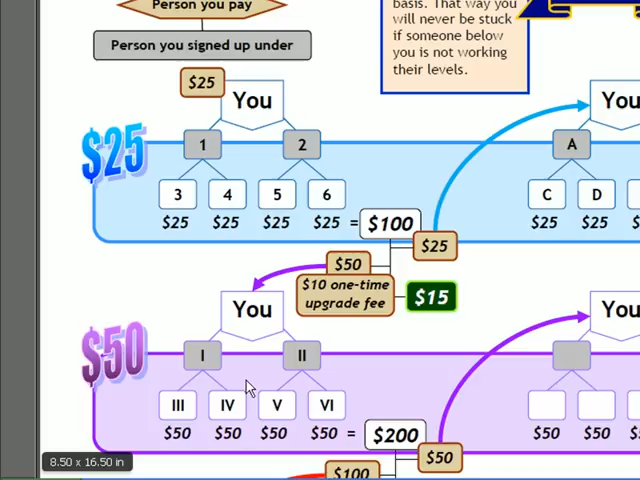 Person you pay
Person you signed up under
basis. That way you
will never be stuck
if someone below
you is not working
their levels.
$25
You
You
$25
1
2
A
3
4
5
6
C
D
$25
$25
$25
$25
=
$100
$25
$25
$25
$50
$10 one-time
upgrade fee
$15
You
You
$50
I
II
III
IV
V
VI
$50
$50
$50
$50
=
$200
$50
$50
$50
$100
8.50 x 16.50 in